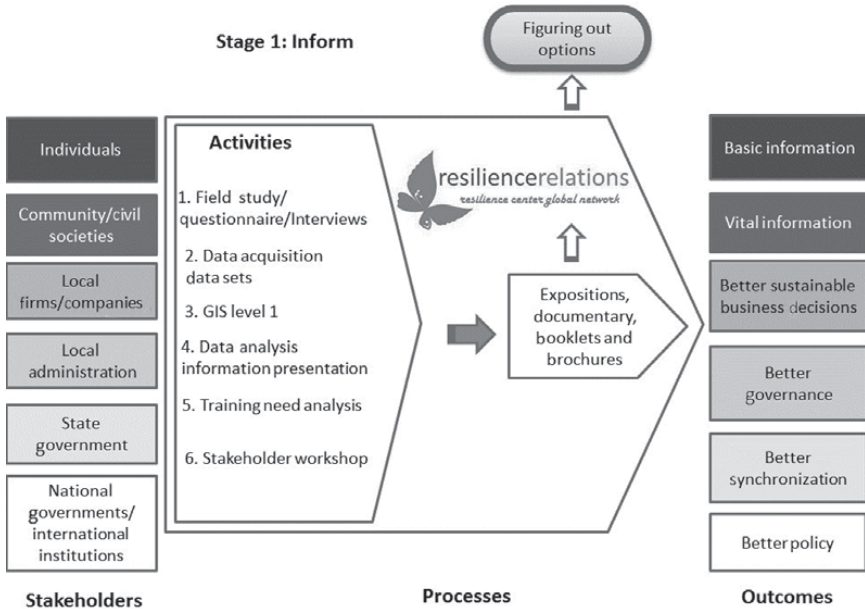 Stage 1: Inform
Figuring out
options
Individuals
Community/civil
societies
Local
firms/companies
Local
administration
State
government
National
governments/
international
institutions
Stakeholders
Activities
1. Field study/
questionnaire/Interviews
2. Data acquisition
data sets
3. GIS level 1
4. Data analysis
information presentation
5. Training need analysis
6. Stakeholder workshop
resiliencerelations
resilience center global network
Expositions,
documentary,
booklets and
brochures
Processes
Basic information
Vital information
Better sustainable
business decisions
Better
governance
Better
synchronization
Better policy
Outcomes